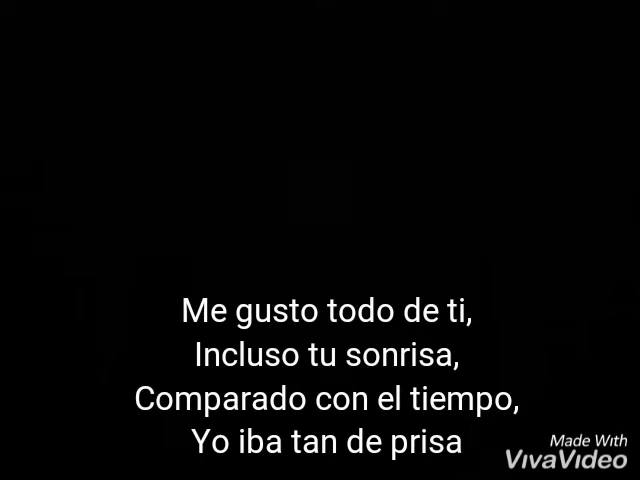 Me gusto todo de ti,
Incluso tu sonrisa,
Comparado con el tiempo,
Yo iba tan de prisa
Made With
VivaVideo